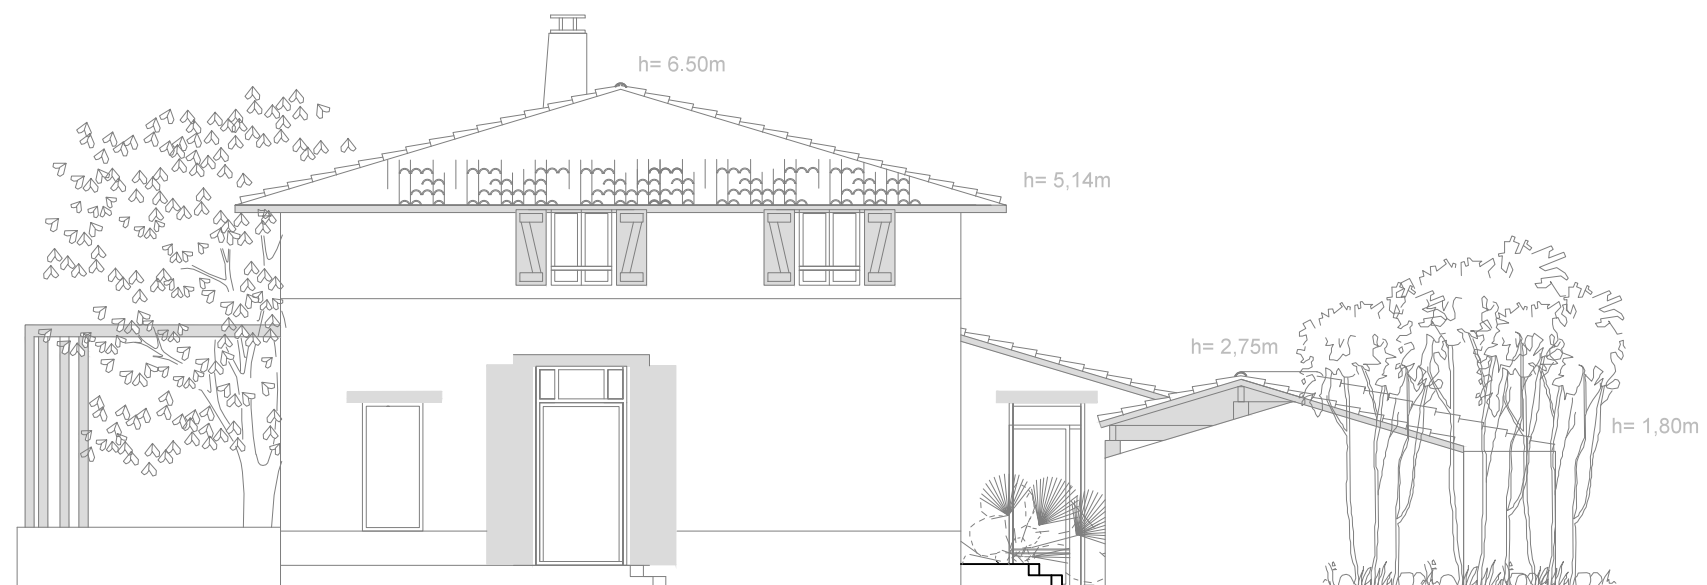 h= 6.50m
h= 5,14m
h= 2,75m
h= 1,80m